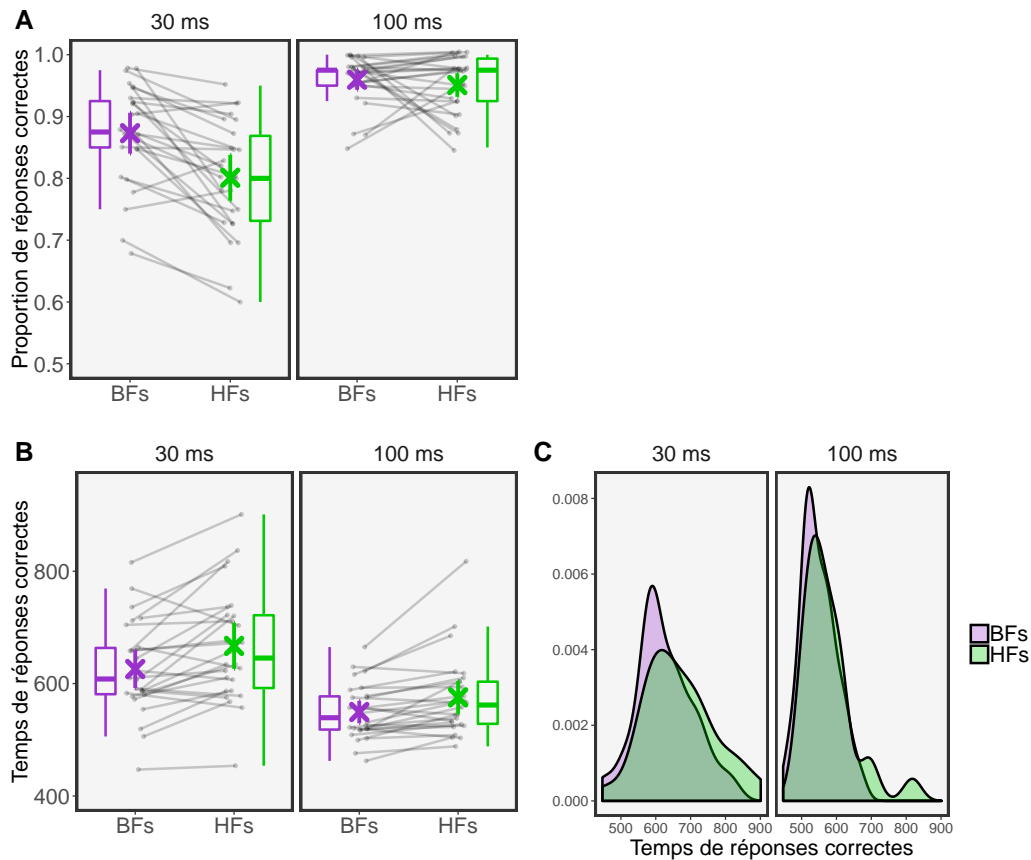 A
30 ms
100 ms
Proportion de réponses correctes
1.0
0.9
0.8
0.7
0.6
0.5
BFs
HFs
BFs
HFs
B
30 ms
100 ms
Temps de réponses correctes
800
600
400
BFs
HFs
BFs
HFs
C
30 ms
100 ms
0.008
0.006
0.004
0.002
0.000
500 600 700 800 900
500 600 700 800 900
Temps de réponses correctes
BFs
HFs